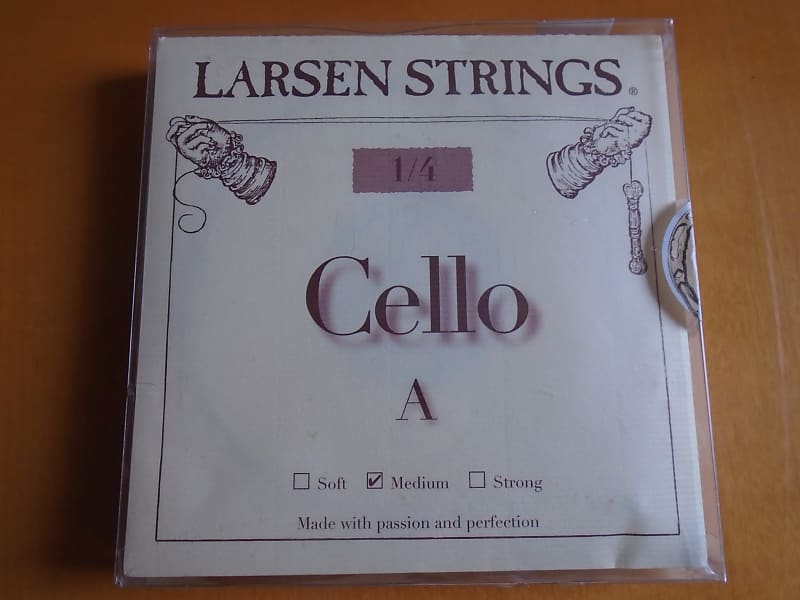 LARSEN STRINGS®
1/4
Cello
A
☐ Soft ☑ Medium ☐ Strong
Made with passion and perfection